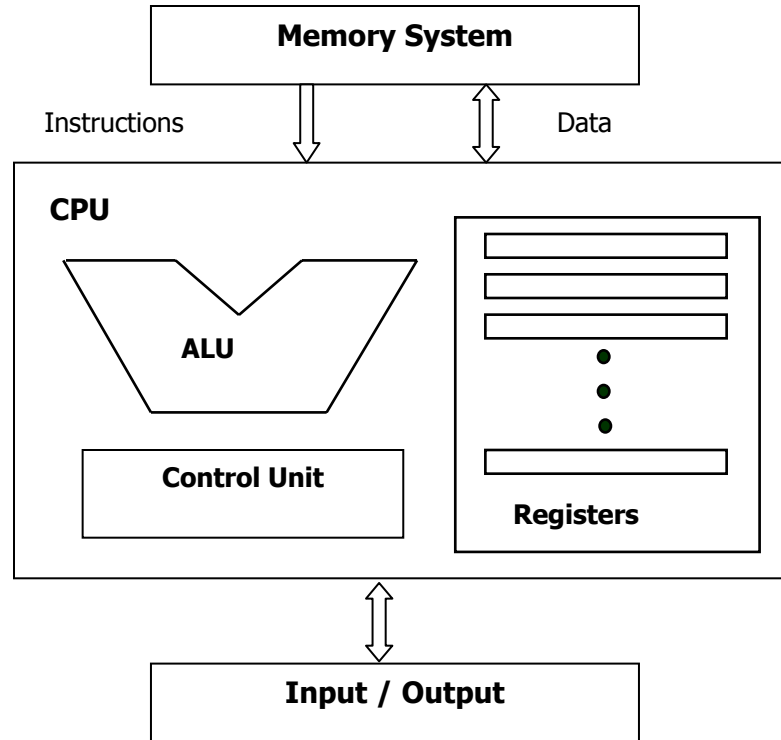 Memory System
Instructions
Data
CPU
ALU
Control Unit
Registers
Input / Output